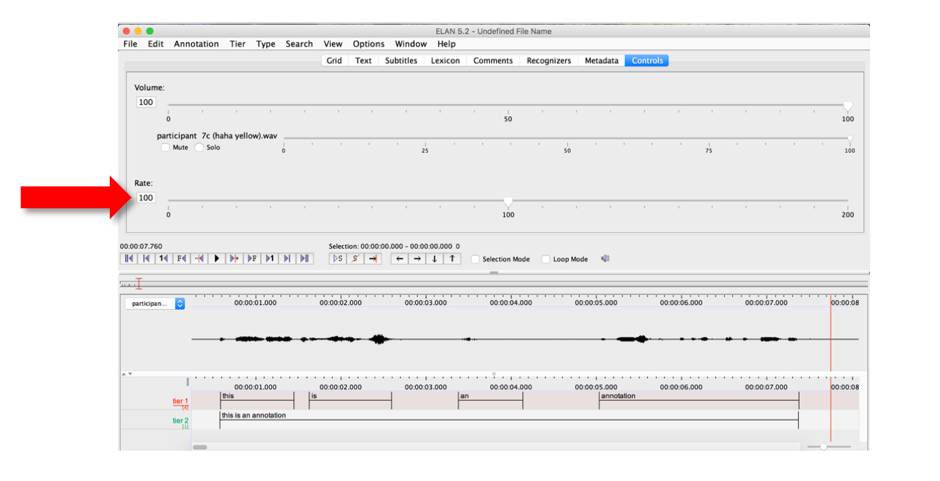 ELAN 5.2 - Undefined File Name
File Edit Annotation Tier Type Search View Options Window Help
Grid Text Subtitles Lexicon Comments Recognizers Metadata Controls
Volume:
100
0 50 100
participant 7c (haha yellow).wav
Mute Solo
0 25 50 75 100
Rate:
100
0 100 200
00:00:07.760 Selection: 00:00:00.000 - 00:00:00.000 0
Selection Mode Loop Mode
participan...
00:00:01.000 00:00:02.000 00:00:03.000 00:00:04.000 00:00:05.000 00:00:06.000 00:00:07.000 00:00:08
00:00:01.000 00:00:02.000 00:00:03.000 00:00:04.000 00:00:05.000 00:00:06.000 00:00:07.000 00:00:08
tier 1 this is an annotation
[4]
tier 2 this is an annotation
[1]